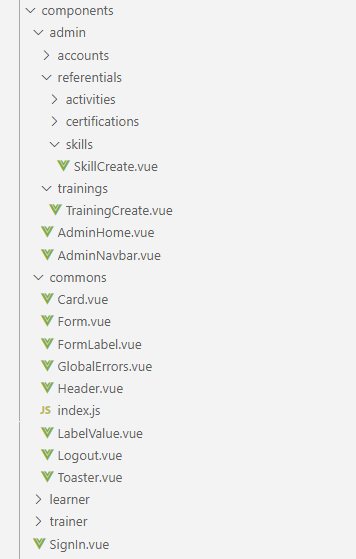 components
admin
accounts
referentials
activities
certifications
skills
SkillCreate.vue
trainings
TrainingCreate.vue
AdminHome.vue
AdminNavbar.vue
commons
Card.vue
Form.vue
FormLabel.vue
GlobalErrors.vue
Header.vue
JS index.js
LabelValue.vue
Logout.vue
Toaster.vue
learner
trainer
SignIn.vue